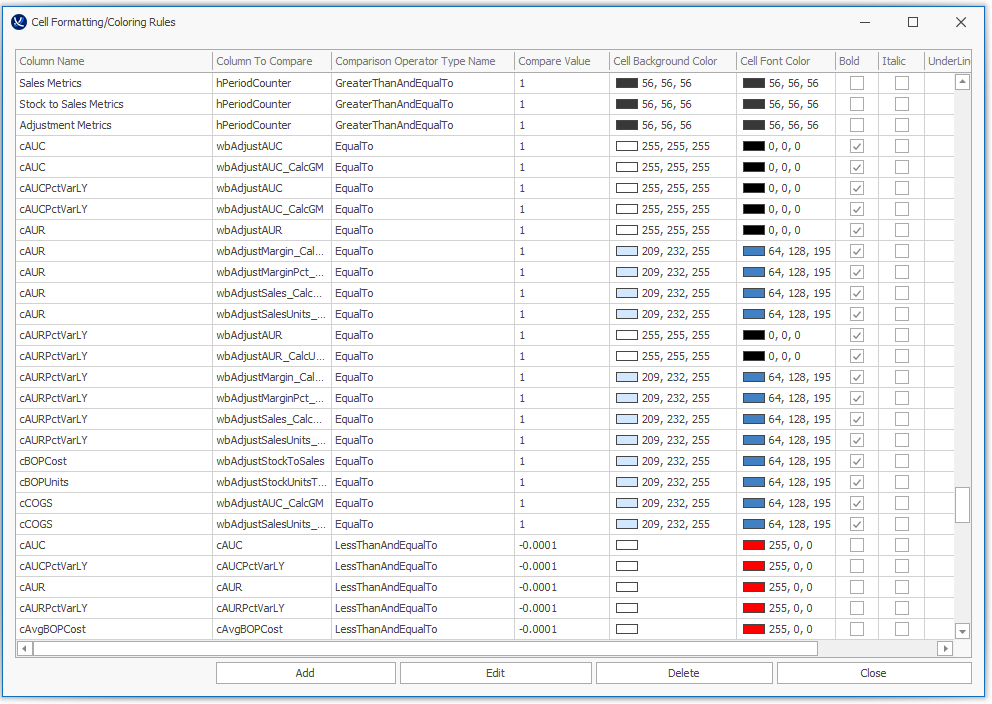 Cell Formatting/Coloring Rules
Column Name Column To Compare Comparison Operator Type Name Compare Value Cell Background Color Cell Font Color Bold Italic UnderLin
Sales Metrics hPeriodCounter GreaterThanAndEqualTo 1 56, 56, 56 56, 56, 56
Stock to Sales Metrics hPeriodCounter GreaterThanAndEqualTo 1 56, 56, 56 56, 56, 56
Adjustment Metrics hPeriodCounter GreaterThanAndEqualTo 1 56, 56, 56 56, 56, 56
cAUC wbAdjustAUC EqualTo 1 255, 255, 255 0, 0, 0
cAUC wbAdjustAUC_CalcGM EqualTo 1 255, 255, 255 0, 0, 0
cAUCPctVarLY wbAdjustAUC EqualTo 1 255, 255, 255 0, 0, 0
cAUCPctVarLY wbAdjustAUC_CalcGM EqualTo 1 255, 255, 255 0, 0, 0
cAUR wbAdjustAUR EqualTo 1 255, 255, 255 0, 0, 0
cAUR wbAdjustMargin_Cal... EqualTo 1 209, 232, 255 64, 128, 195
cAUR wbAdjustMarginPct_... EqualTo 1 209, 232, 255 64, 128, 195
cAUR wbAdjustSales_Calc... EqualTo 1 209, 232, 255 64, 128, 195
cAUR wbAdjustSalesUnits_... EqualTo 1 209, 232, 255 64, 128, 195
cAURPctVarLY wbAdjustAUR EqualTo 1 255, 255, 255 0, 0, 0
cAURPctVarLY wbAdjustAUR_CalcU... EqualTo 1 255, 255, 255 0, 0, 0
cAURPctVarLY wbAdjustMargin_Cal... EqualTo 1 209, 232, 255 64, 128, 195
cAURPctVarLY wbAdjustMarginPct_... EqualTo 1 209, 232, 255 64, 128, 195
cAURPctVarLY wbAdjustSales_Calc... EqualTo 1 209, 232, 255 64, 128, 195
cAURPctVarLY wbAdjustSalesUnits_... EqualTo 1 209, 232, 255 64, 128, 195
cBOPCost wbAdjustStockToSales EqualTo 1 209, 232, 255 64, 128, 195
cBOPUnits wbAdjustStockUnitsT... EqualTo 1 209, 232, 255 64, 128, 195
cCOGS wbAdjustAUC_CalcGM EqualTo 1 209, 232, 255 64, 128, 195
cCOGS wbAdjustSalesUnits_... EqualTo 1 209, 232, 255 64, 128, 195
cAUC cAUC LessThanAndEqualTo -0.0001 255, 0, 0
cAUCPctVarLY cAUCPctVarLY LessThanAndEqualTo -0.0001 255, 0, 0
cAUR cAUR LessThanAndEqualTo -0.0001 255, 0, 0
cAURPctVarLY cAURPctVarLY LessThanAndEqualTo -0.0001 255, 0, 0
cAvgBOPCost cAvgBOPCost LessThanAndEqualTo -0.0001 255, 0, 0
Add Edit Delete Close